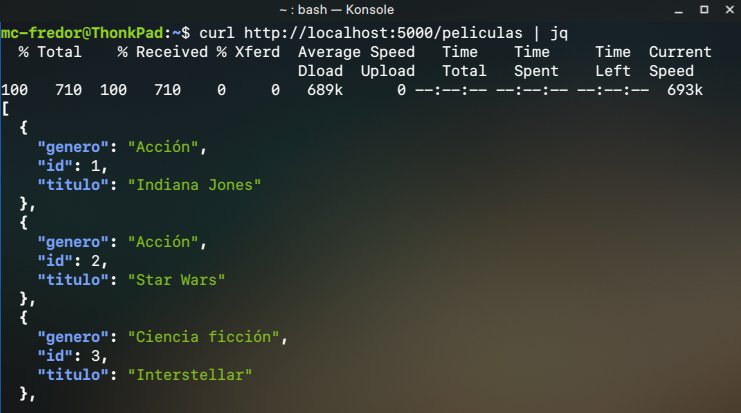 ~ : bash — Konsole
mc-fredor@ThonkPad:~$ curl http://localhost:5000/peliculas | jq
  % Total    % Received % Xferd  Average Speed   Time    Time     Time  Current
                                 Dload  Upload   Total   Spent    Left  Speed
100   710  100   710    0     0   689k      0 --:--:-- --:--:-- --:--:--  693k
[
  {
    "genero": "Acción",
    "id": 1,
    "titulo": "Indiana Jones"
  },
  {
    "genero": "Acción",
    "id": 2,
    "titulo": "Star Wars"
  },
  {
    "genero": "Ciencia ficción",
    "id": 3,
    "titulo": "Interstellar"
  },